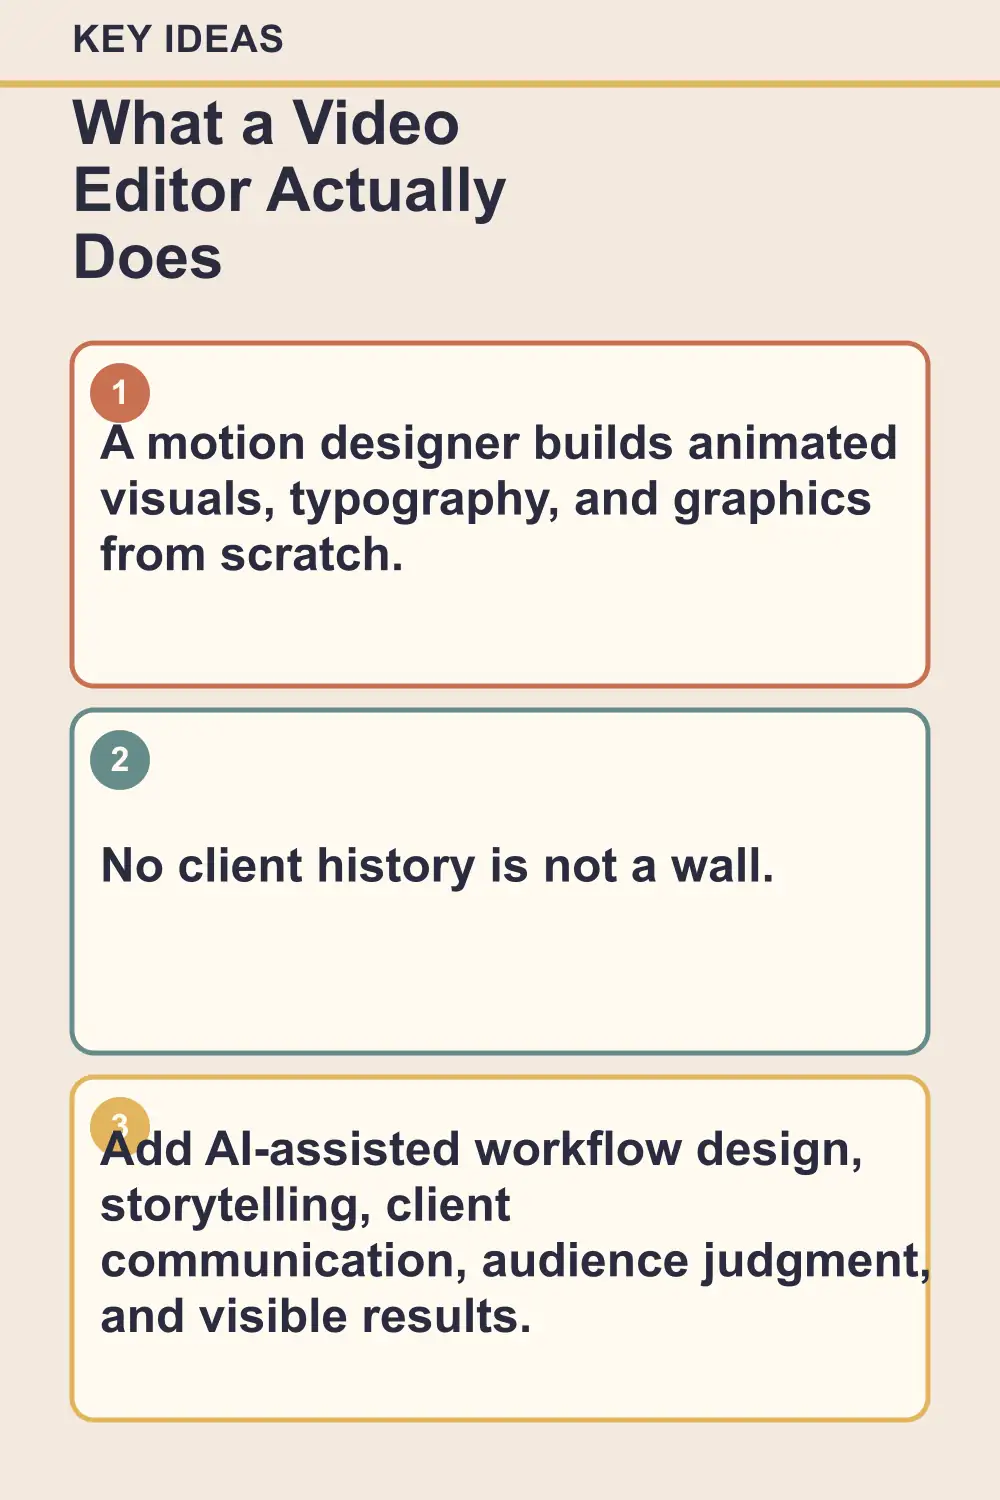 KEY IDEAS
What a Video
Editor Actually
Does
1
A motion designer builds animated
visuals, typography, and graphics
from scratch.
2
No client history is not a wall.
3
Add AI-assisted workflow design,
storytelling, client
communication, audience judgment,
and visible results.